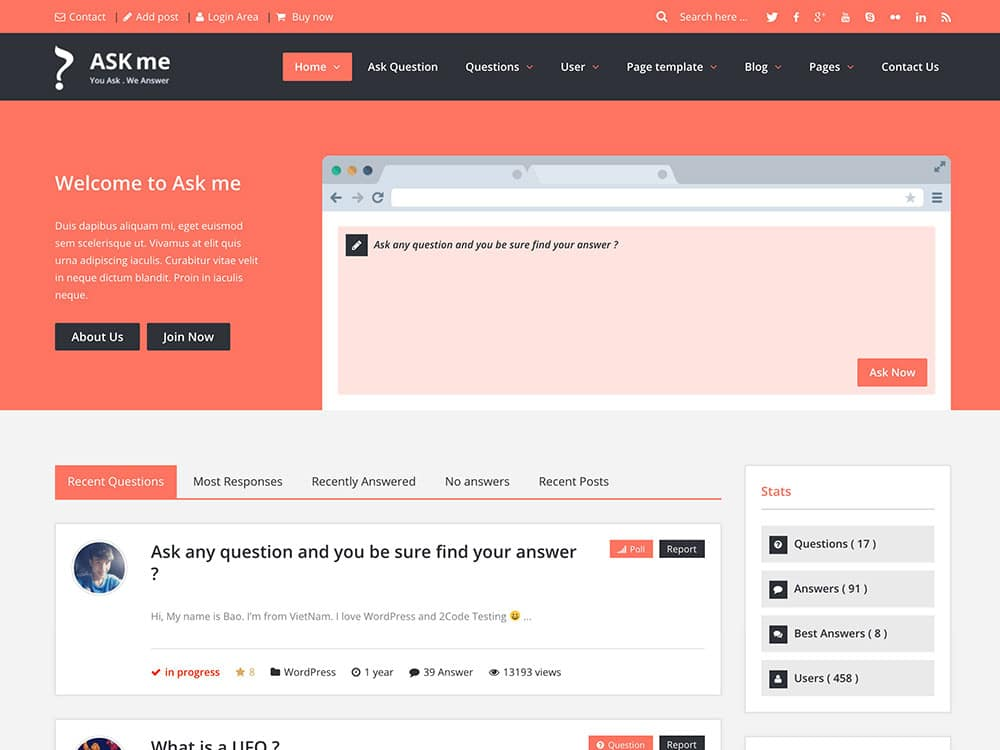 Contact | Add post | Login Area | Buy now Search here ...
ASK me
You Ask . We Answer
Home Ask Question Questions User Page template Blog Pages Contact Us
Welcome to Ask me
Duis dapibus aliquam mi, eget euismod
sem scelerisque ut. Vivamus at elit quis
urna adipiscing iaculis. Curabitur vitae velit
in neque dictum blandit. Proin in iaculis
neque.
About Us Join Now
Ask any question and you be sure find your answer ?
Ask Now
Recent Questions Most Responses Recently Answered No answers Recent Posts
Ask any question and you be sure find your answer
?
Poll Report
Hi, My name is Bao. I'm from VietNam. I love WordPress and 2Code Testing 😀 ...
in progress 8 WordPress 1 year 39 Answer 13193 views
What is a UFO ?
Question Report
Stats
Questions ( 17 )
Answers ( 91 )
Best Answers ( 8 )
Users ( 458 )